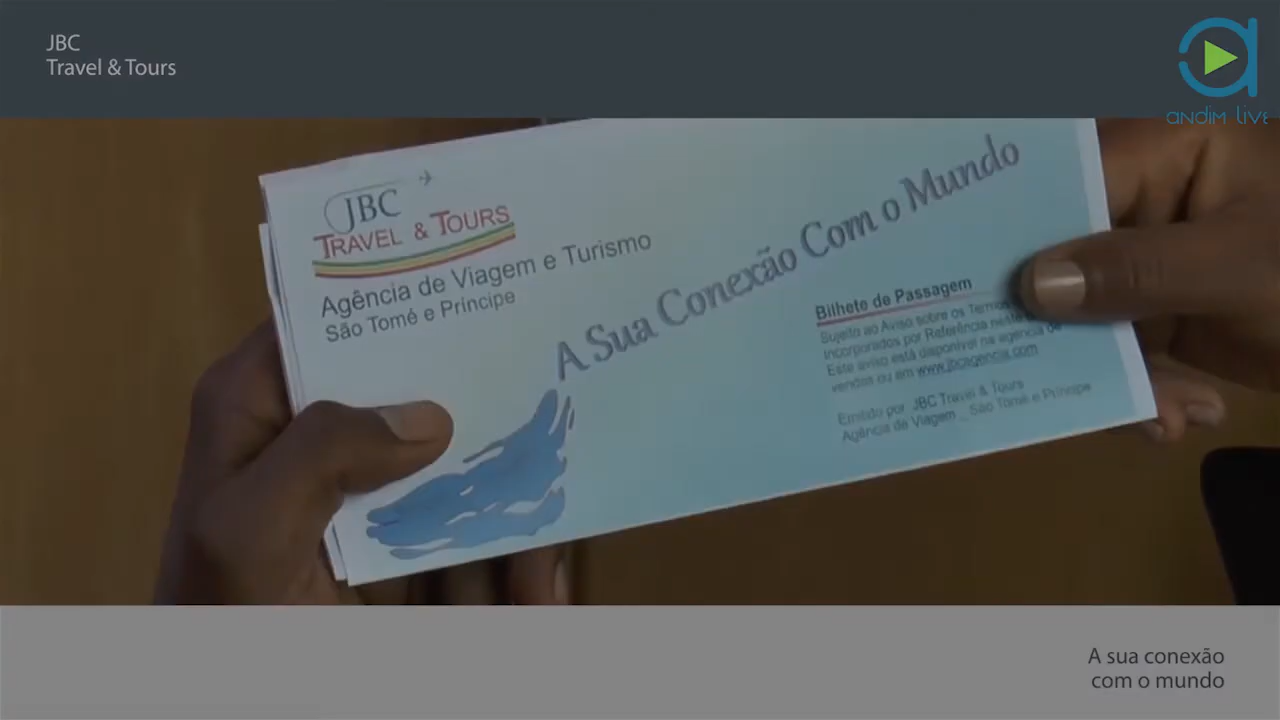 JBC
Travel & Tours
andim live
JBC
TRAVEL & TOURS
Agência de Viagem e Turismo
São Tomé e Príncipe
A Sua Conexão Com o Mundo
Bilhete de Passagem
Sujeito ao Aviso sobre os Termos
Incorporados por Referência neste
Este aviso está disponível na agência de
vendas ou em www.jbcagencia.com
Emitido por JBC Travel & Tours
Agência de Viagem _ São Tomé e Príncipe
A sua conexão
com o mundo